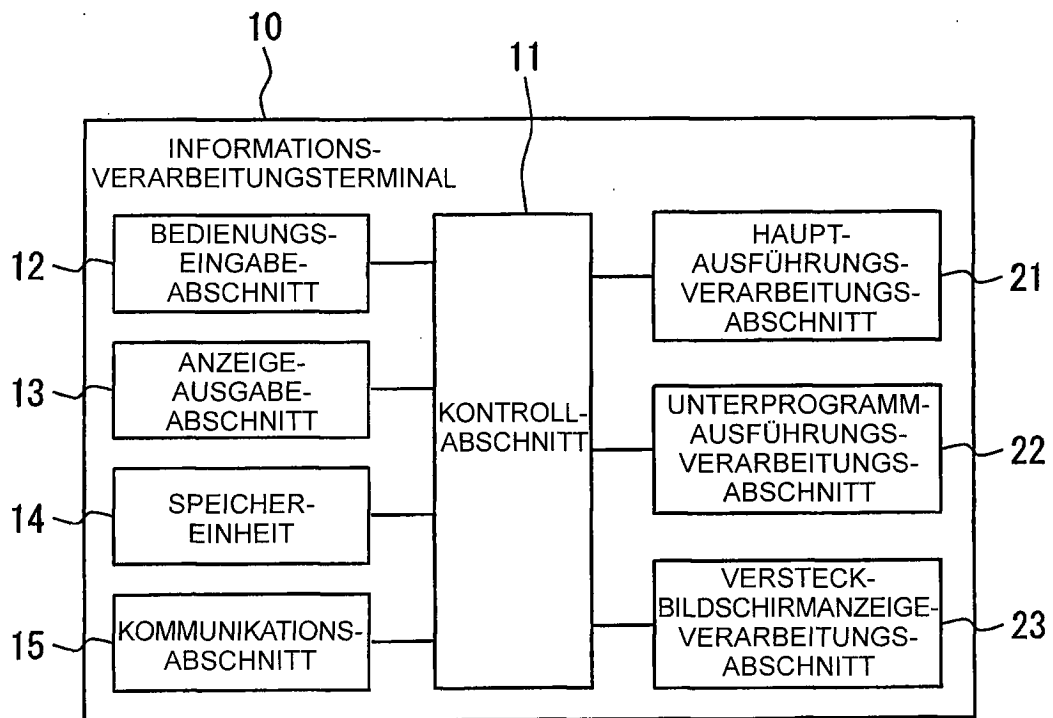 10
11
INFORMATIONS-
VERARBEITUNGSTERMINAL
12
BEDIENUNGS-
EINGABE-
ABSCHNITT
13
ANZEIGE-
AUSGABE-
ABSCHNITT
14
SPEICHER-
EINHEIT
15
KOMMUNIKATIONS-
ABSCHNITT
KONTROLL-
ABSCHNITT
HAUPT-
AUSFÜHRUNGS-
VERARBEITUNGS-
ABSCHNITT
21
UNTERPROGRAMM-
AUSFÜHRUNGS-
VERARBEITUNGS-
ABSCHNITT
22
VERSTECK-
BILDSCHIRMANZEIGE-
VERARBEITUNGS-
ABSCHNITT
23